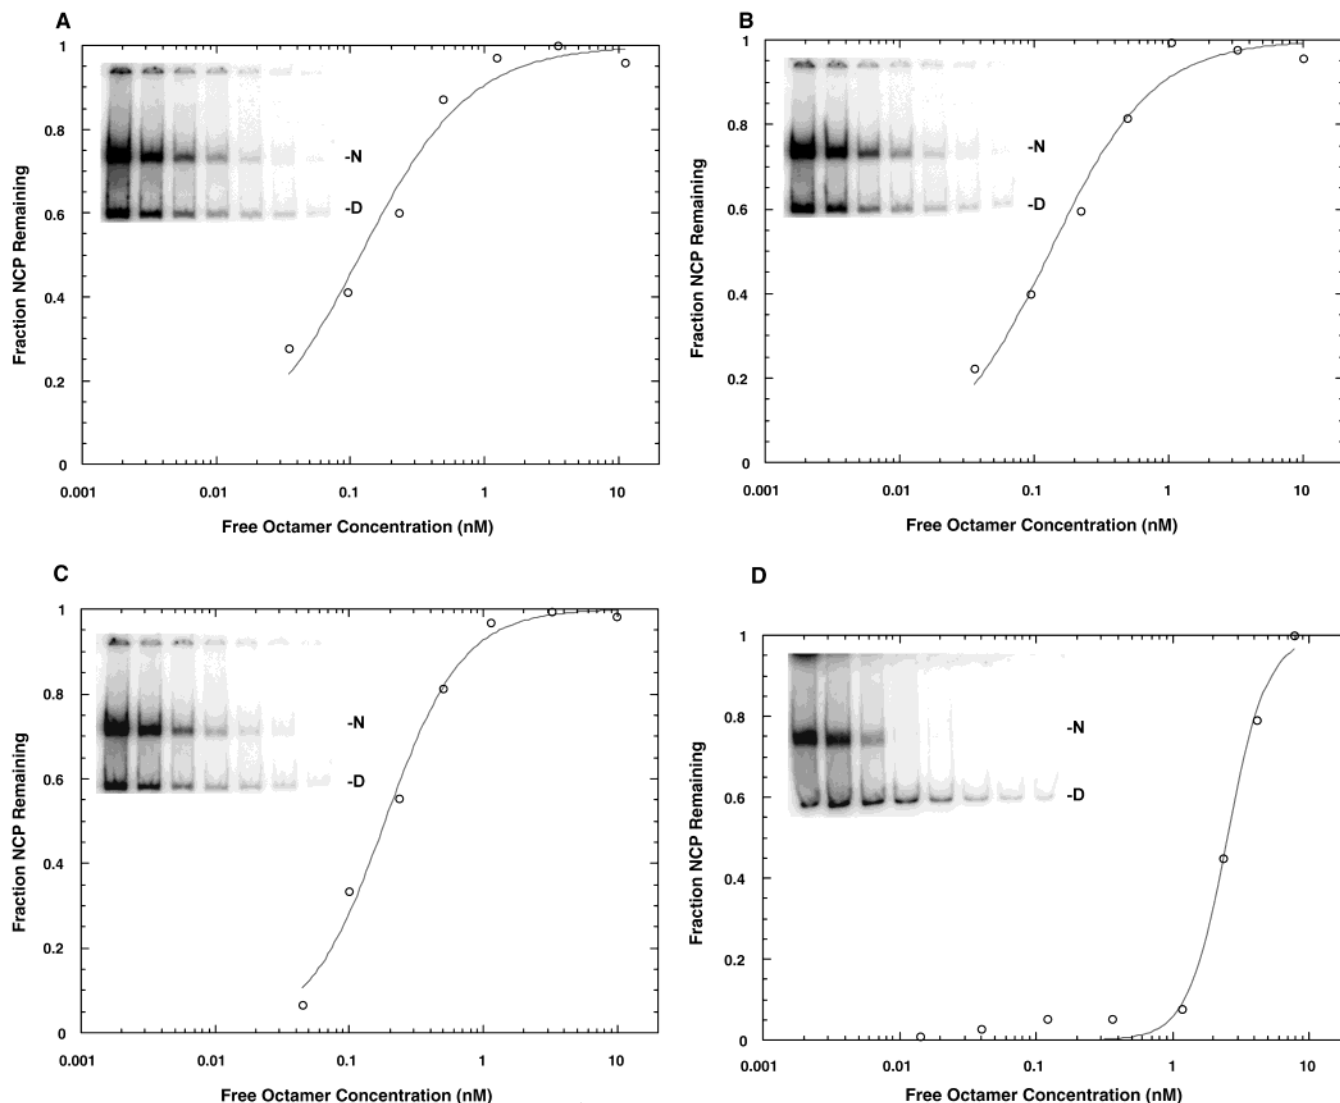 A
Fraction NCP Remaining
1
0.8
0.6
0.4
0.2
0
-N
-D
0.001
0.01
0.1
1
10
Free Octamer Concentration (nM)
B
Fraction NCP Remaining
1
0.8
0.6
0.4
0.2
0
-N
-D
0.001
0.01
0.1
1
10
Free Octamer Concentration (nM)
C
Fraction NCP Remaining
1
0.8
0.6
0.4
0.2
0
-N
-D
0.001
0.01
0.1
1
10
Free Octamer Concentration (nM)
D
Fraction NCP Remaining
1
0.8
0.6
0.4
0.2
0
-N
-D
0.001
0.01
0.1
1
10
Free Octamer Concentration (nM)